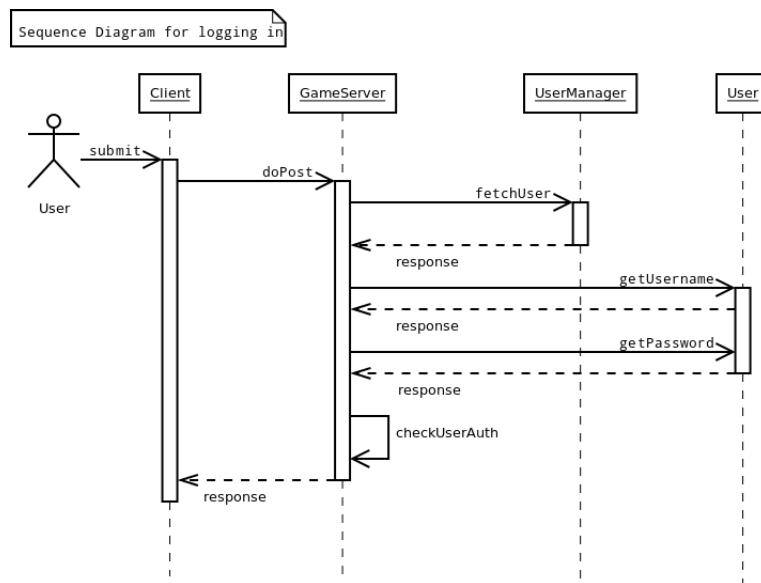 Sequence Diagram for logging in
Client
GameServer
UserManager
User
submit
doPost
User
fetchUser
response
getUsername
response
getPassword
response
checkUserAuth
response